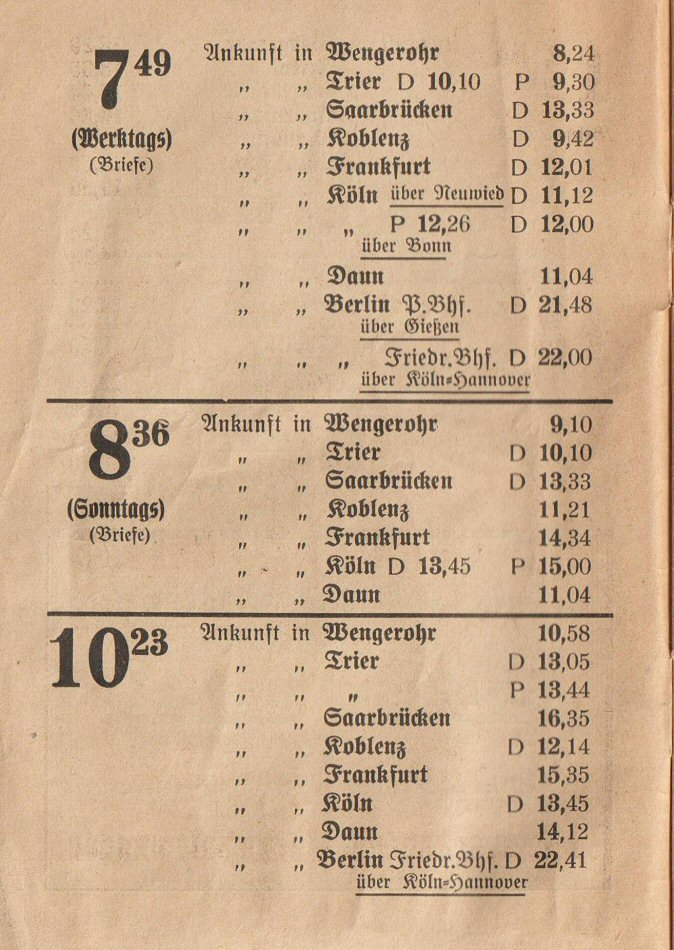 7⁴⁹ Ankunft in Wengerohr 8,24
„ „ Trier D 10,10 P 9,30
„ „ Saarbrücken D 13,33
(Werktags) „ „ Koblenz D 9,42
(Briefe) „ „ Frankfurt D 12,01
„ „ Köln über Neuwied D 11,12
„ „ „ P 12,26 D 12,00
über Bonn
„ „ Daun 11,04
„ „ Berlin P.Bhf. D 21,48
über Gießen
„ „ „ Friedr.Bhf. D 22,00
über Köln=Hannover
8³⁶ Ankunft in Wengerohr 9,10
„ „ Trier D 10,10
„ „ Saarbrücken D 13,33
(Sonntags) „ „ Koblenz 11,21
(Briefe) „ „ Frankfurt 14,34
„ „ Köln D 13,45 P 15,00
„ „ Daun 11,04
10²³ Ankunft in Wengerohr 10,58
„ „ Trier D 13,05
„ „ „ P 13,44
„ „ Saarbrücken 16,35
„ „ Koblenz D 12,14
„ „ Frankfurt 15,35
„ „ Köln D 13,45
„ „ Daun 14,12
„ „ Berlin Friedr.Bhf. D 22,41
über Köln=Hannover